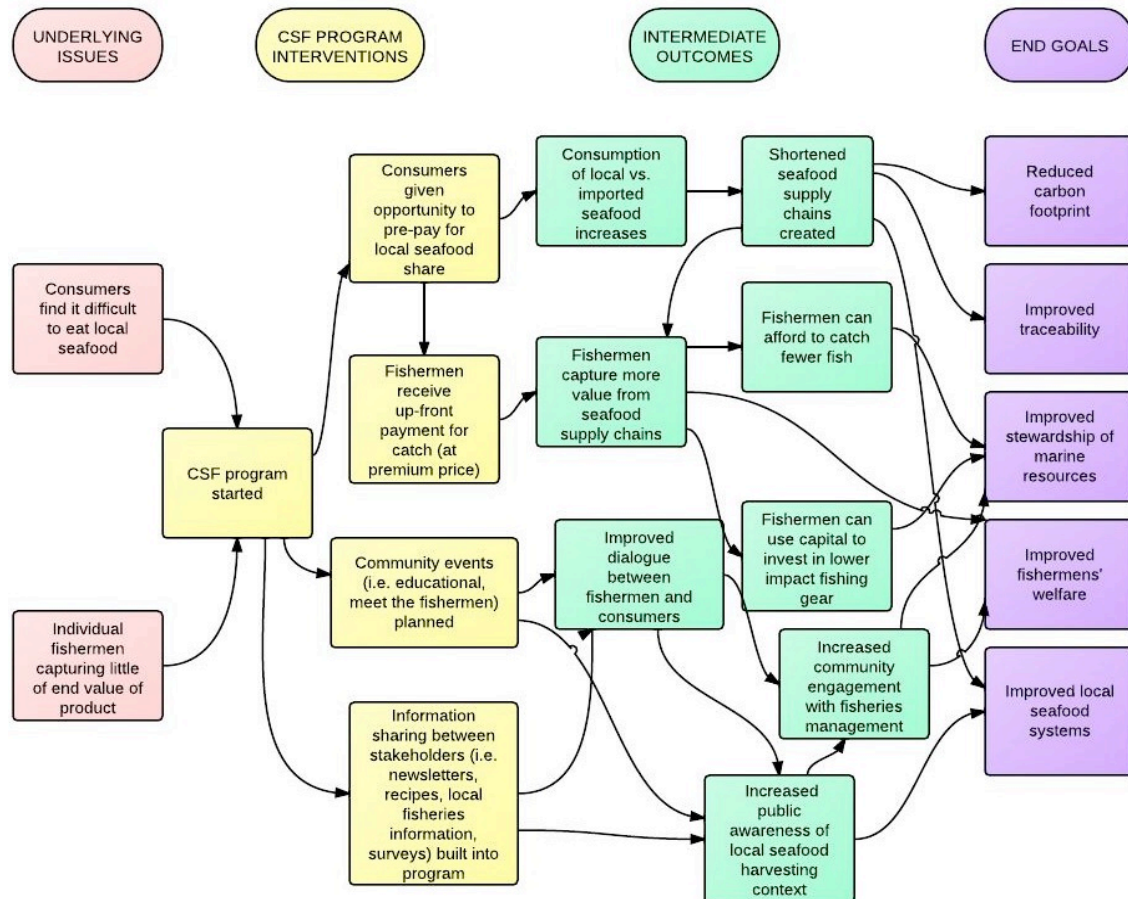 UNDERLYING
ISSUES
CSF PROGRAM
INTERVENTIONS
INTERMEDIATE
OUTCOMES
END GOALS
Consumers
find it difficult
to eat local
seafood
Individual
fishermen
capturing little
of end value of
product
CSF program
started
Consumers
given
opportunity to
pre-pay for
local seafood
share
Fishermen
receive
up-front
payment for
catch (at
premium price)
Community events
(i.e. educational,
meet the fishermen)
planned
Information
sharing between
stakeholders (i.e.
newsletters,
recipes, local
fisheries
information,
surveys) built into
program
Consumption
of local vs.
imported
seafood
increases
Shortened
seafood
supply
chains
created
Fishermen
capture more
value from
seafood
supply chains
Fishermen can
afford to catch
fewer fish
Fishermen can
use capital to
invest in lower
impact fishing
gear
Improved
dialogue
between
fishermen and
consumers
Increased
community
engagement
with fisheries
management
Increased
public
awareness of
local seafood
harvesting
context
Reduced
carbon
footprint
Improved
traceability
Improved
stewardship of
marine
resources
Improved
fishermens'
welfare
Improved local
seafood
systems